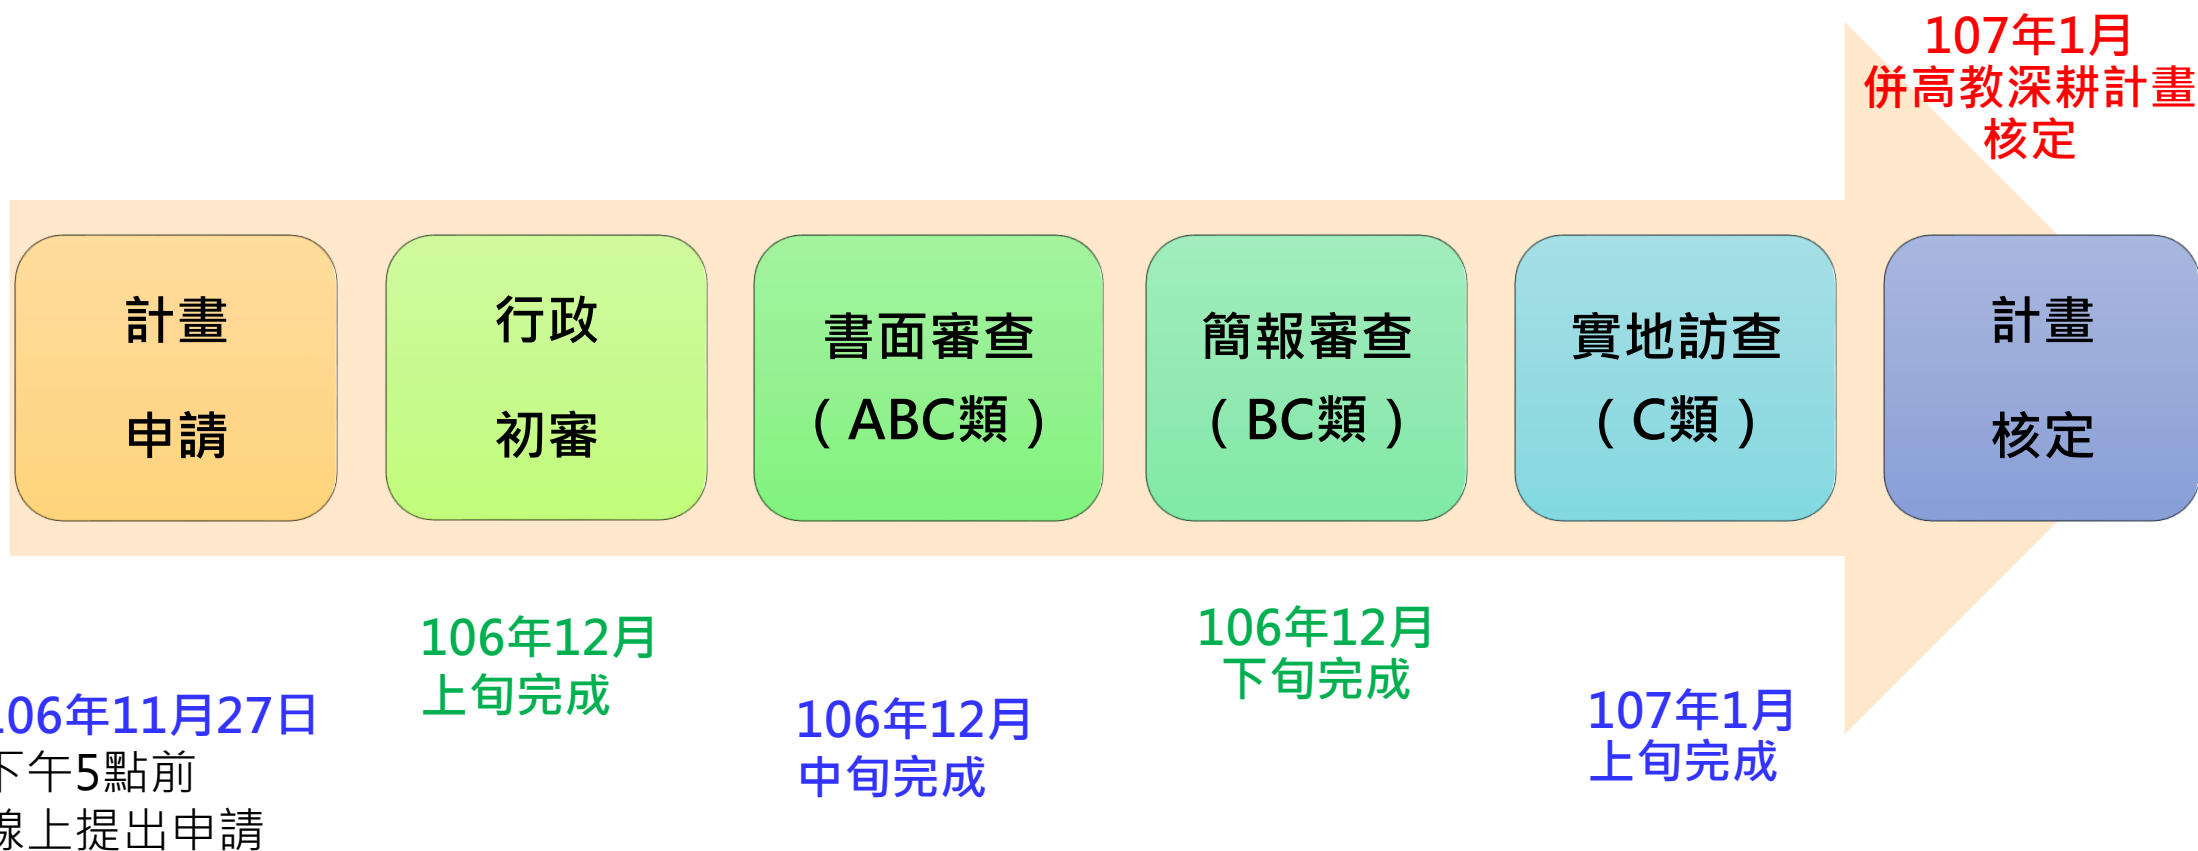 107年1月
併高教深耕計畫
核定
計畫
申請
行政
初審
書面審查
（ABC類）
簡報審查
（BC類）
實地訪查
（C類）
計畫
核定
106年11月27日
下午5點前
線上提出申請
106年12月
上旬完成
106年12月
中旬完成
106年12月
下旬完成
107年1月
上旬完成